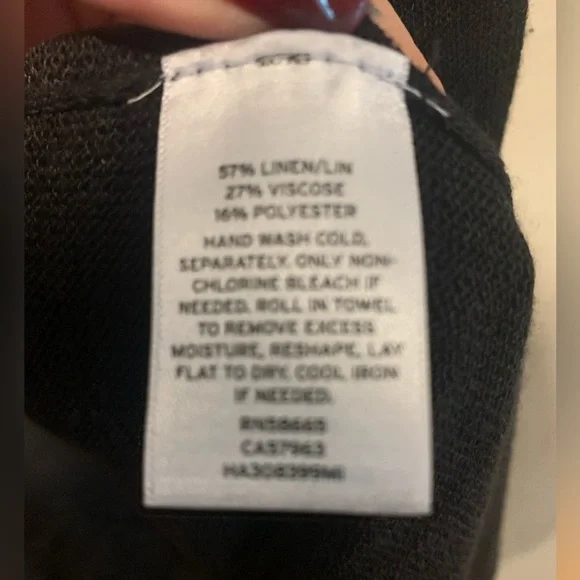 57% LINEN/LIN
27% VISCOSE
16% POLYESTER
HAND WASH COLD,
SEPARATELY. ONLY NON-
CHLORINE BLEACH IF
NEEDED. ROLL IN TOWEL
TO REMOVE EXCESS
MOISTURE, RESHAPE, LAY
FLAT TO DRY. COOL IRON
IF NEEDED.
RN58665
CA57963